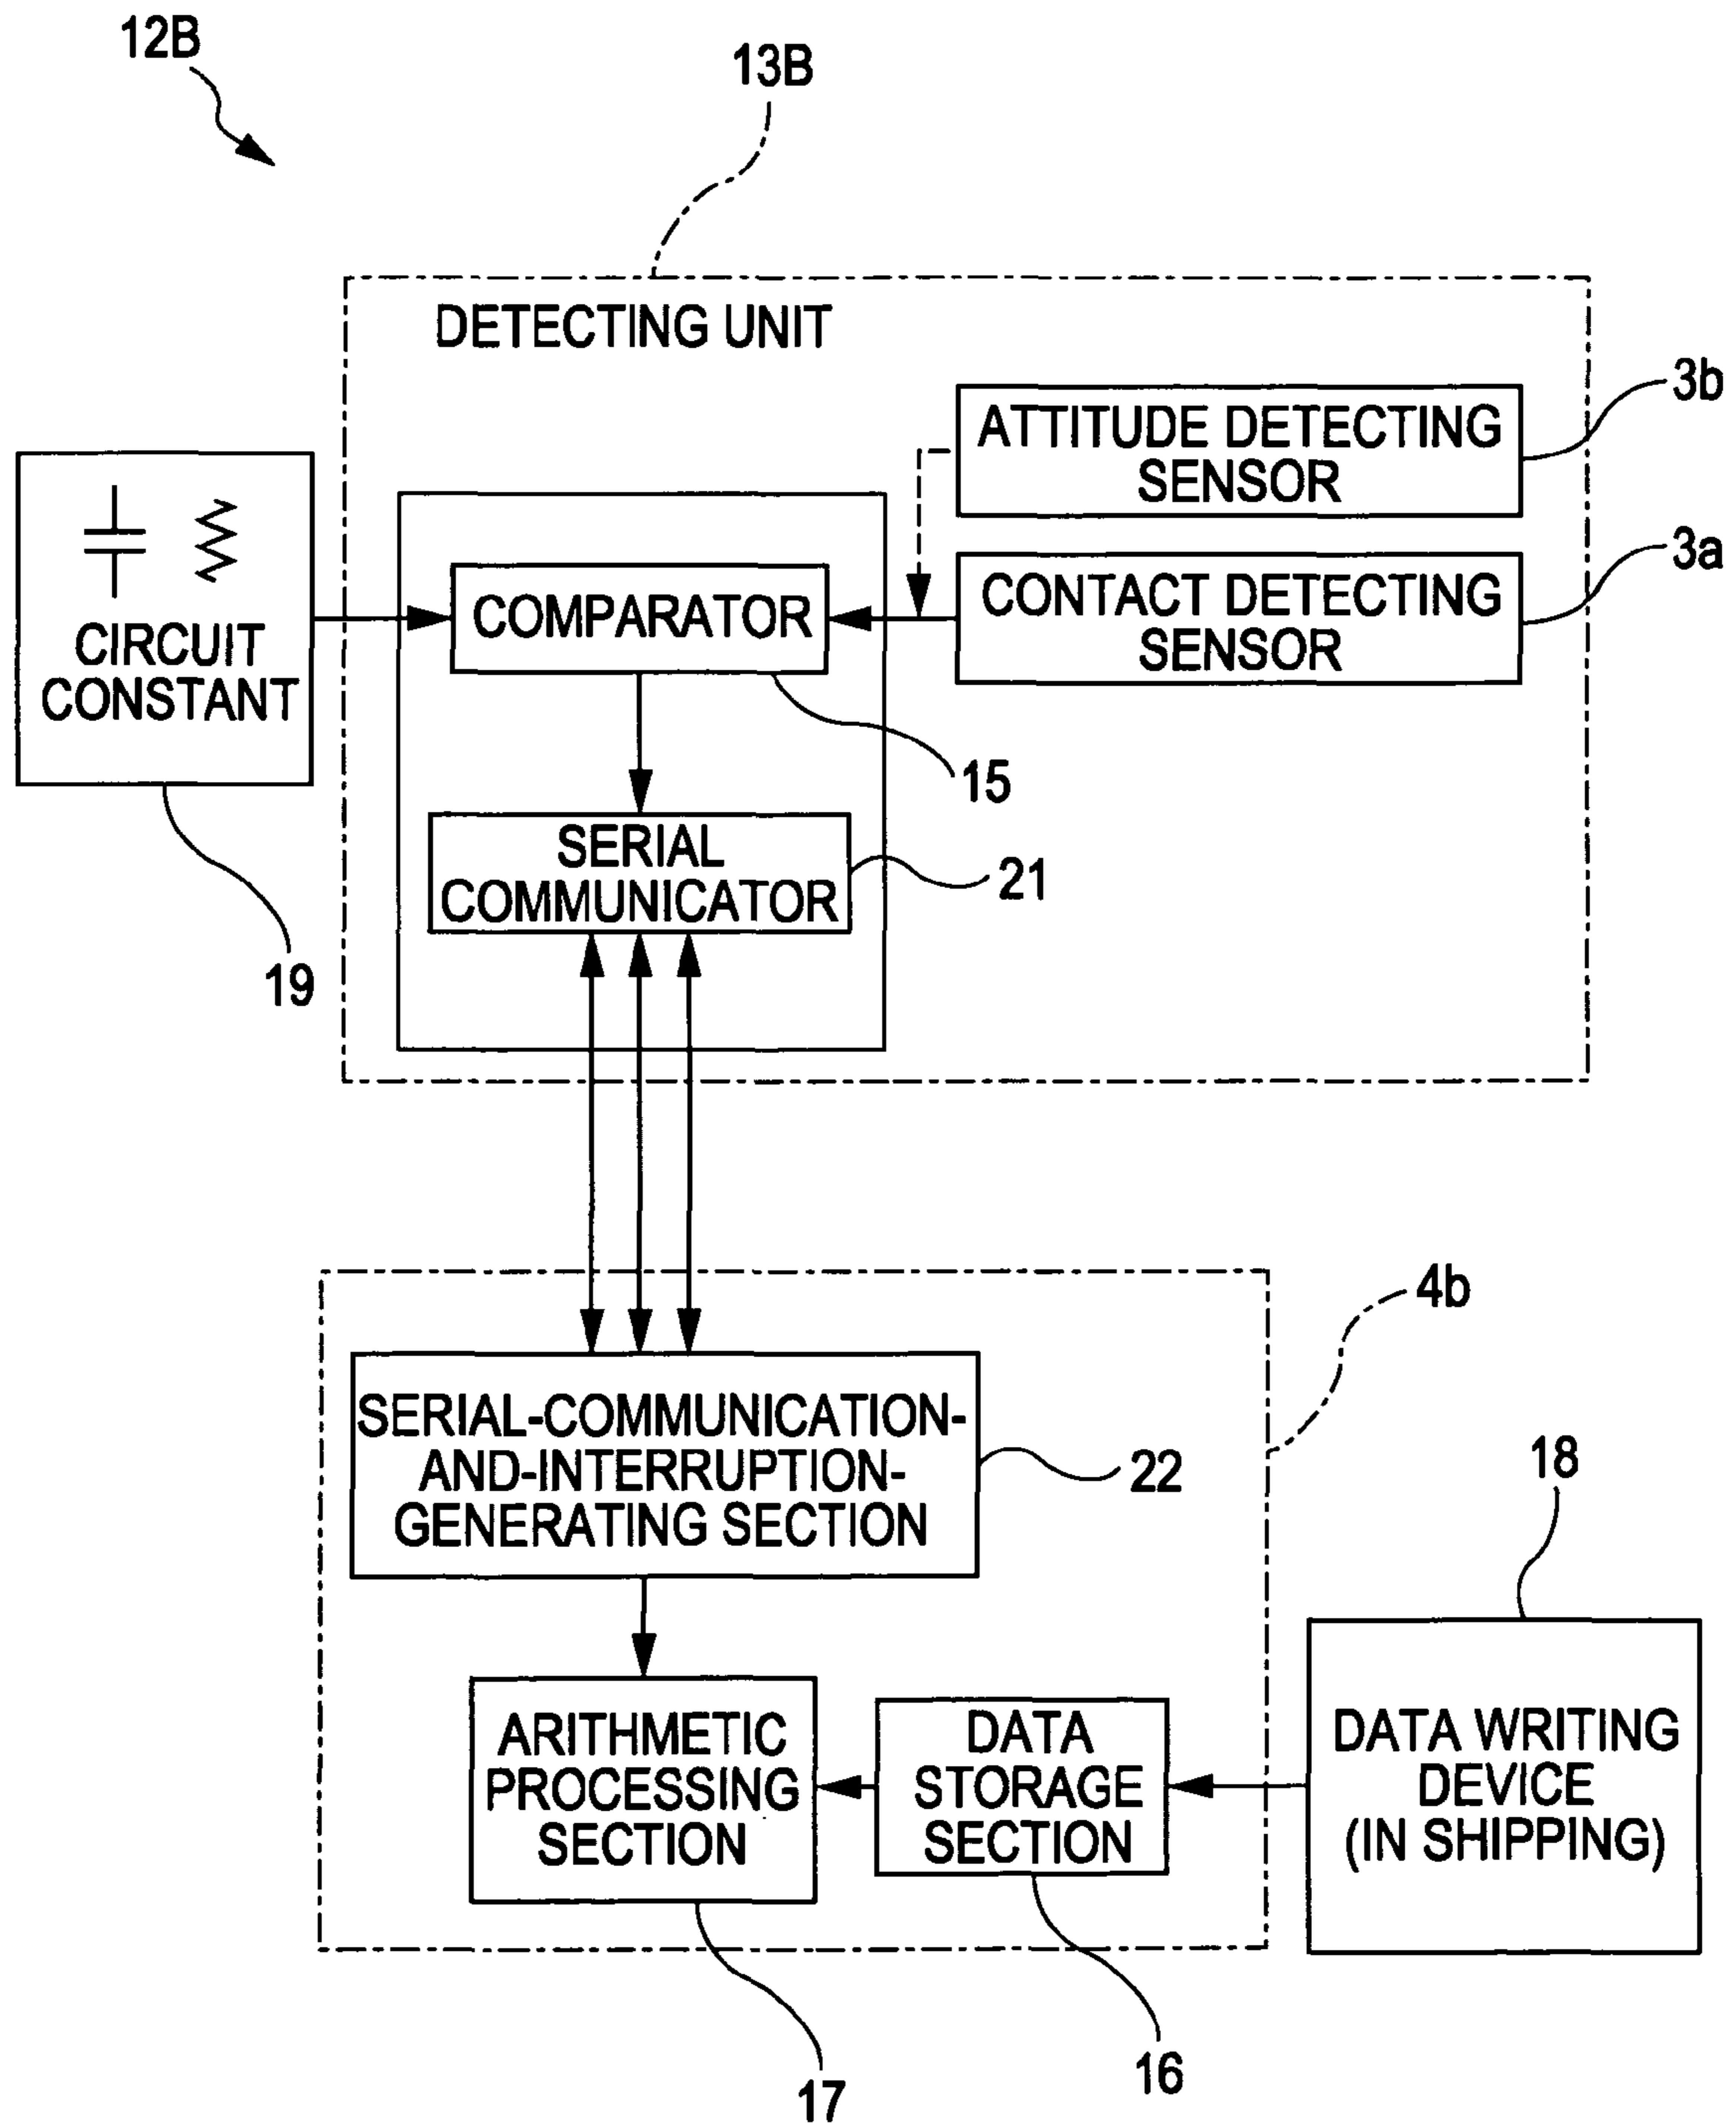 12B
13B
DETECTING UNIT
3b
ATTITUDE DETECTING
SENSOR
3a
CONTACT DETECTING
SENSOR
COMPARATOR
CIRCUIT
CONSTANT
15
SERIAL
COMMUNICATOR
21
19
4b
SERIAL-COMMUNICATION-
AND-INTERRUPTION-
GENERATING SECTION
22
18
ARITHMETIC
PROCESSING
SECTION
DATA
STORAGE
SECTION
DATA WRITING
DEVICE
(IN SHIPPING)
16
17